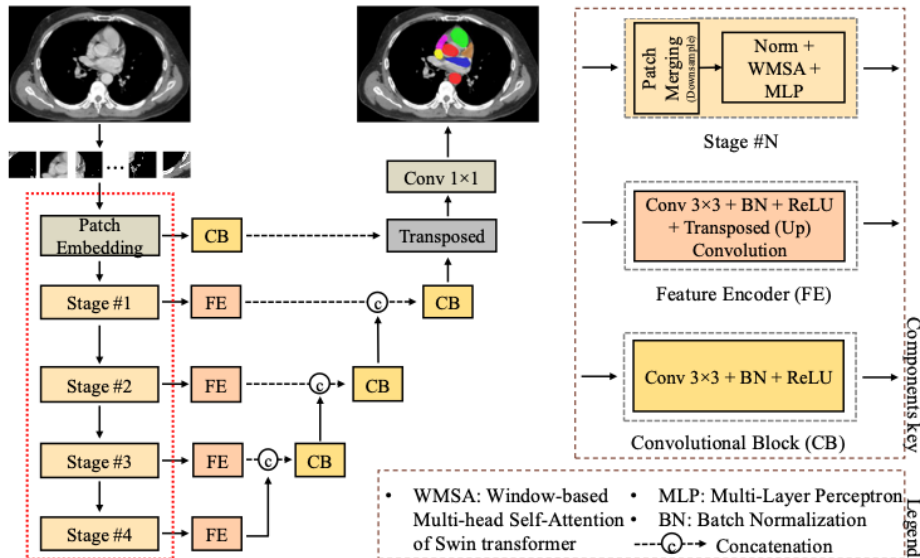 Patch
Embedding
CB
Transposed
Conv 1×1
Stage #1
FE
c
CB
Stage #2
FE
c
CB
Stage #3
FE
c
CB
Stage #4
FE
Patch
Merging
(Downsample)
Norm +
WMSA +
MLP
Stage #N
Conv 3×3 + BN + ReLU
+ Transposed (Up)
Convolution
Feature Encoder (FE)
Conv 3×3 + BN + ReLU
Convolutional Block (CB)
Components key
• WMSA: Window-based
Multi-head Self-Attention
of Swin transformer
• MLP: Multi-Layer Perceptron
• BN: Batch Normalization
c Concatenation
Legend